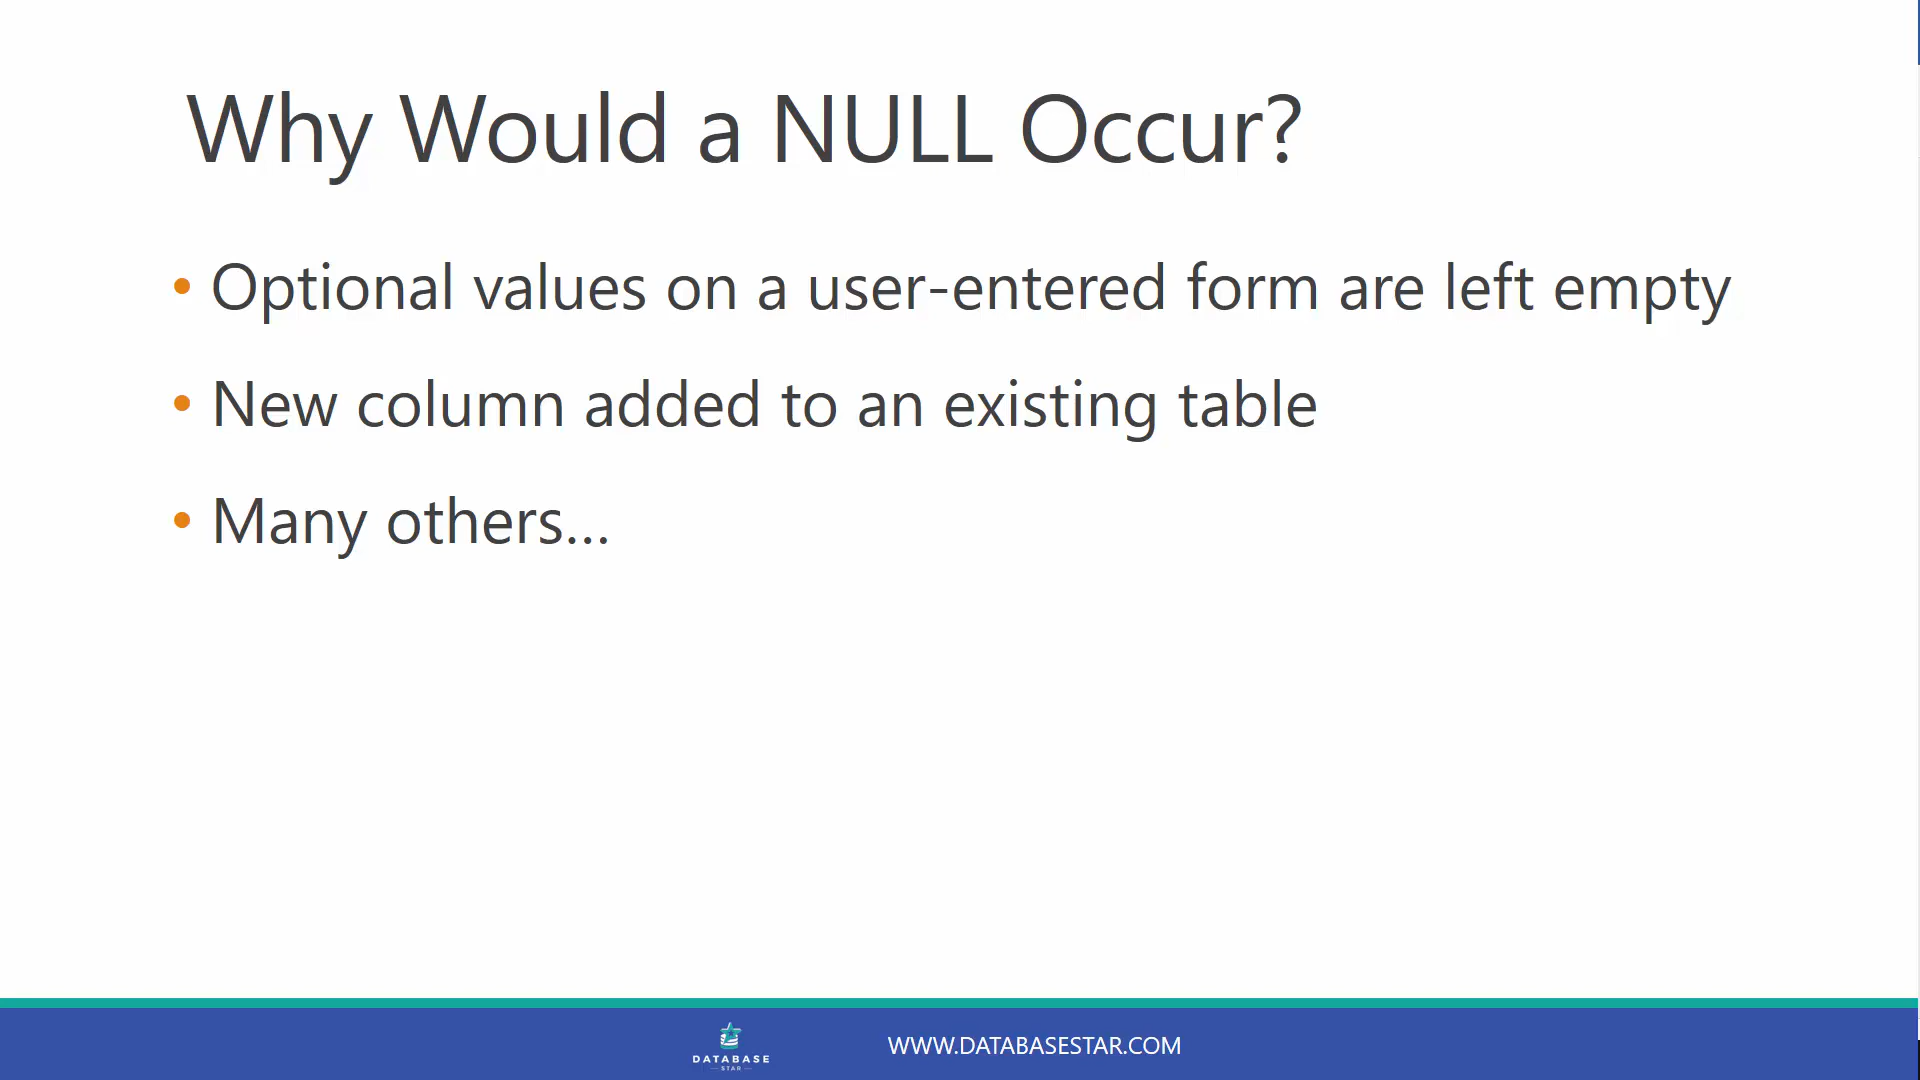 Why Would a NULL Occur?
• Optional values on a user-entered form are left empty
• New column added to an existing table
• Many others...
DATABASE
STAR
WWW.DATABASESTAR.COM